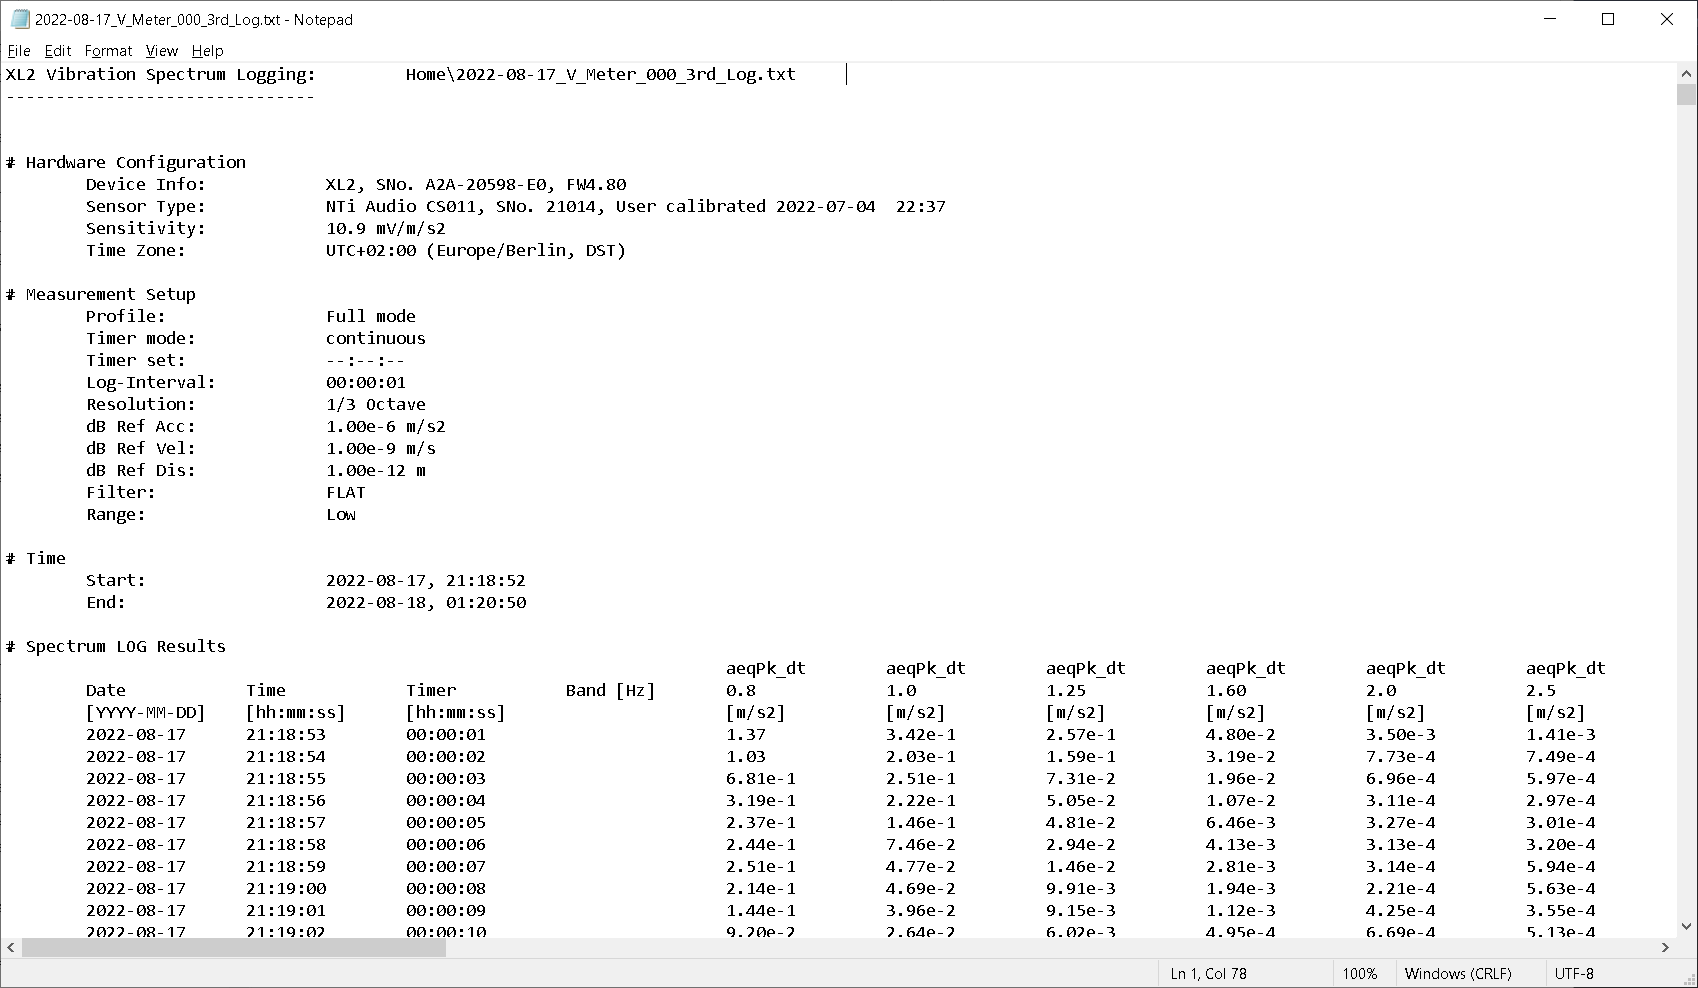 2022-08-17_V_Meter_000_3rd_Log.txt - Notepad
File Edit Format View Help
XL2 Vibration Spectrum Logging: Home\2022-08-17_V_Meter_000_3rd_Log.txt
-------------------------------
# Hardware Configuration
Device Info: XL2, SNo. A2A-20598-E0, FW4.80
Sensor Type: NTi Audio CS011, SNo. 21014, User calibrated 2022-07-04 22:37
Sensitivity: 10.9 mV/m/s2
Time Zone: UTC+02:00 (Europe/Berlin, DST)
# Measurement Setup
Profile: Full mode
Timer mode: continuous
Timer set: --:--:--
Log-Interval: 00:00:01
Resolution: 1/3 Octave
dB Ref Acc: 1.00e-6 m/s2
dB Ref Vel: 1.00e-9 m/s
dB Ref Dis: 1.00e-12 m
Filter: FLAT
Range: Low
# Time
Start: 2022-08-17, 21:18:52
End: 2022-08-18, 01:20:50
# Spectrum LOG Results
aeqPk_dt aeqPk_dt aeqPk_dt aeqPk_dt aeqPk_dt aeqPk_dt
Date Time Timer Band [Hz] 0.8 1.0 1.25 1.60 2.0 2.5
[YYYY-MM-DD] [hh:mm:ss] [hh:mm:ss] [m/s2] [m/s2] [m/s2] [m/s2] [m/s2] [m/s2]
2022-08-17 21:18:53 00:00:01 1.37 3.42e-1 2.57e-1 4.80e-2 3.50e-3 1.41e-3
2022-08-17 21:18:54 00:00:02 1.03 2.03e-1 1.59e-1 3.19e-2 7.73e-4 7.49e-4
2022-08-17 21:18:55 00:00:03 6.81e-1 2.51e-1 7.31e-2 1.96e-2 6.96e-4 5.97e-4
2022-08-17 21:18:56 00:00:04 3.19e-1 2.22e-1 5.05e-2 1.07e-2 3.11e-4 2.97e-4
2022-08-17 21:18:57 00:00:05 2.37e-1 1.46e-1 4.81e-2 6.46e-3 3.27e-4 3.01e-4
2022-08-17 21:18:58 00:00:06 2.44e-1 7.46e-2 2.94e-2 4.13e-3 3.13e-4 3.20e-4
2022-08-17 21:18:59 00:00:07 2.51e-1 4.77e-2 1.46e-2 2.81e-3 3.14e-4 5.94e-4
2022-08-17 21:19:00 00:00:08 2.14e-1 4.69e-2 9.91e-3 1.94e-3 2.21e-4 5.63e-4
2022-08-17 21:19:01 00:00:09 1.44e-1 3.96e-2 9.15e-3 1.12e-3 4.25e-4 3.55e-4
2022-08-17 21:19:02 00:00:10 9.20e-2 2.64e-2 6.02e-3 4.95e-4 6.69e-4 5.13e-4
Ln 1, Col 78 100% Windows (CRLF) UTF-8